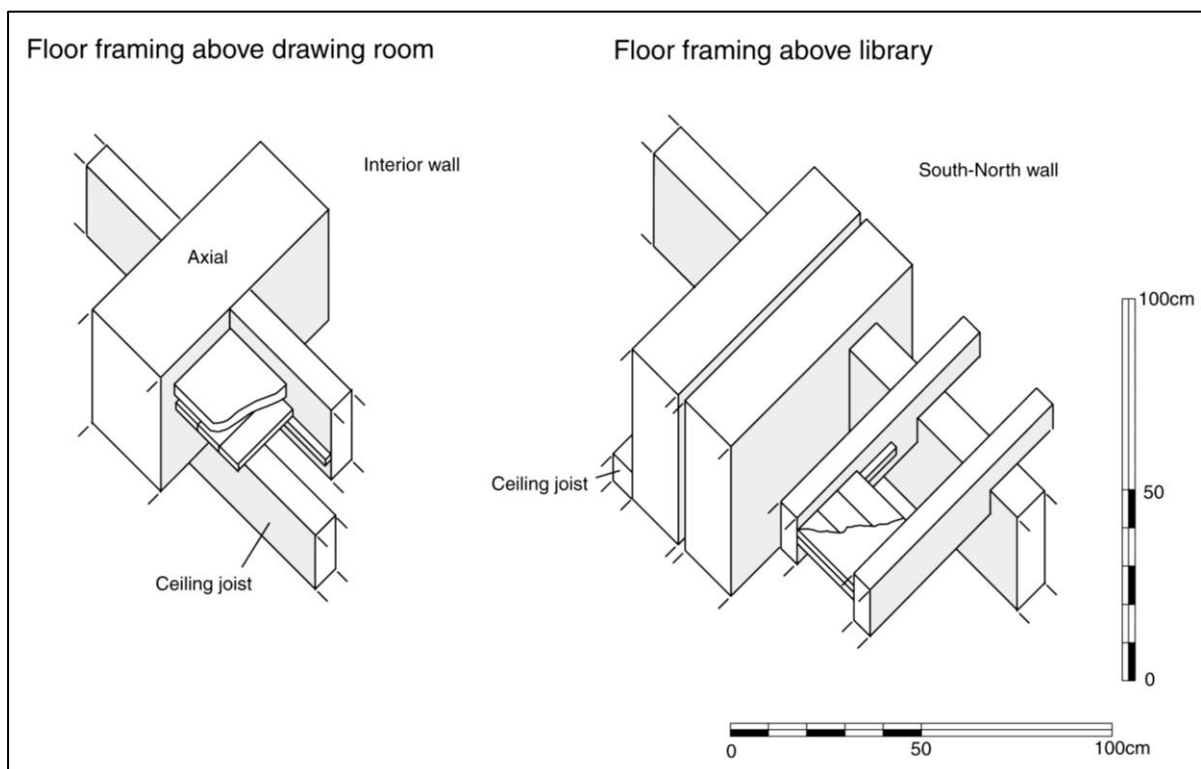 Floor framing above drawing room
Floor framing above library
Interior wall
South-North wall
Axial
100cm
Ceiling joist
50
Ceiling joist
0
0
50
100cm